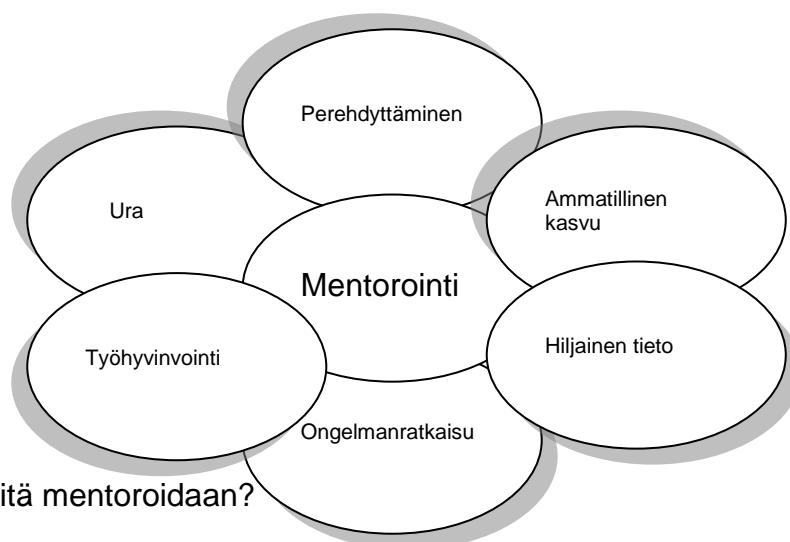 Perehdyttäminen
Ura
Ammatillinen
kasvu
Mentorointi
Työhyvinvointi
Hiljainen tieto
Ongelmanratkaisu
itä mentoroidaan?